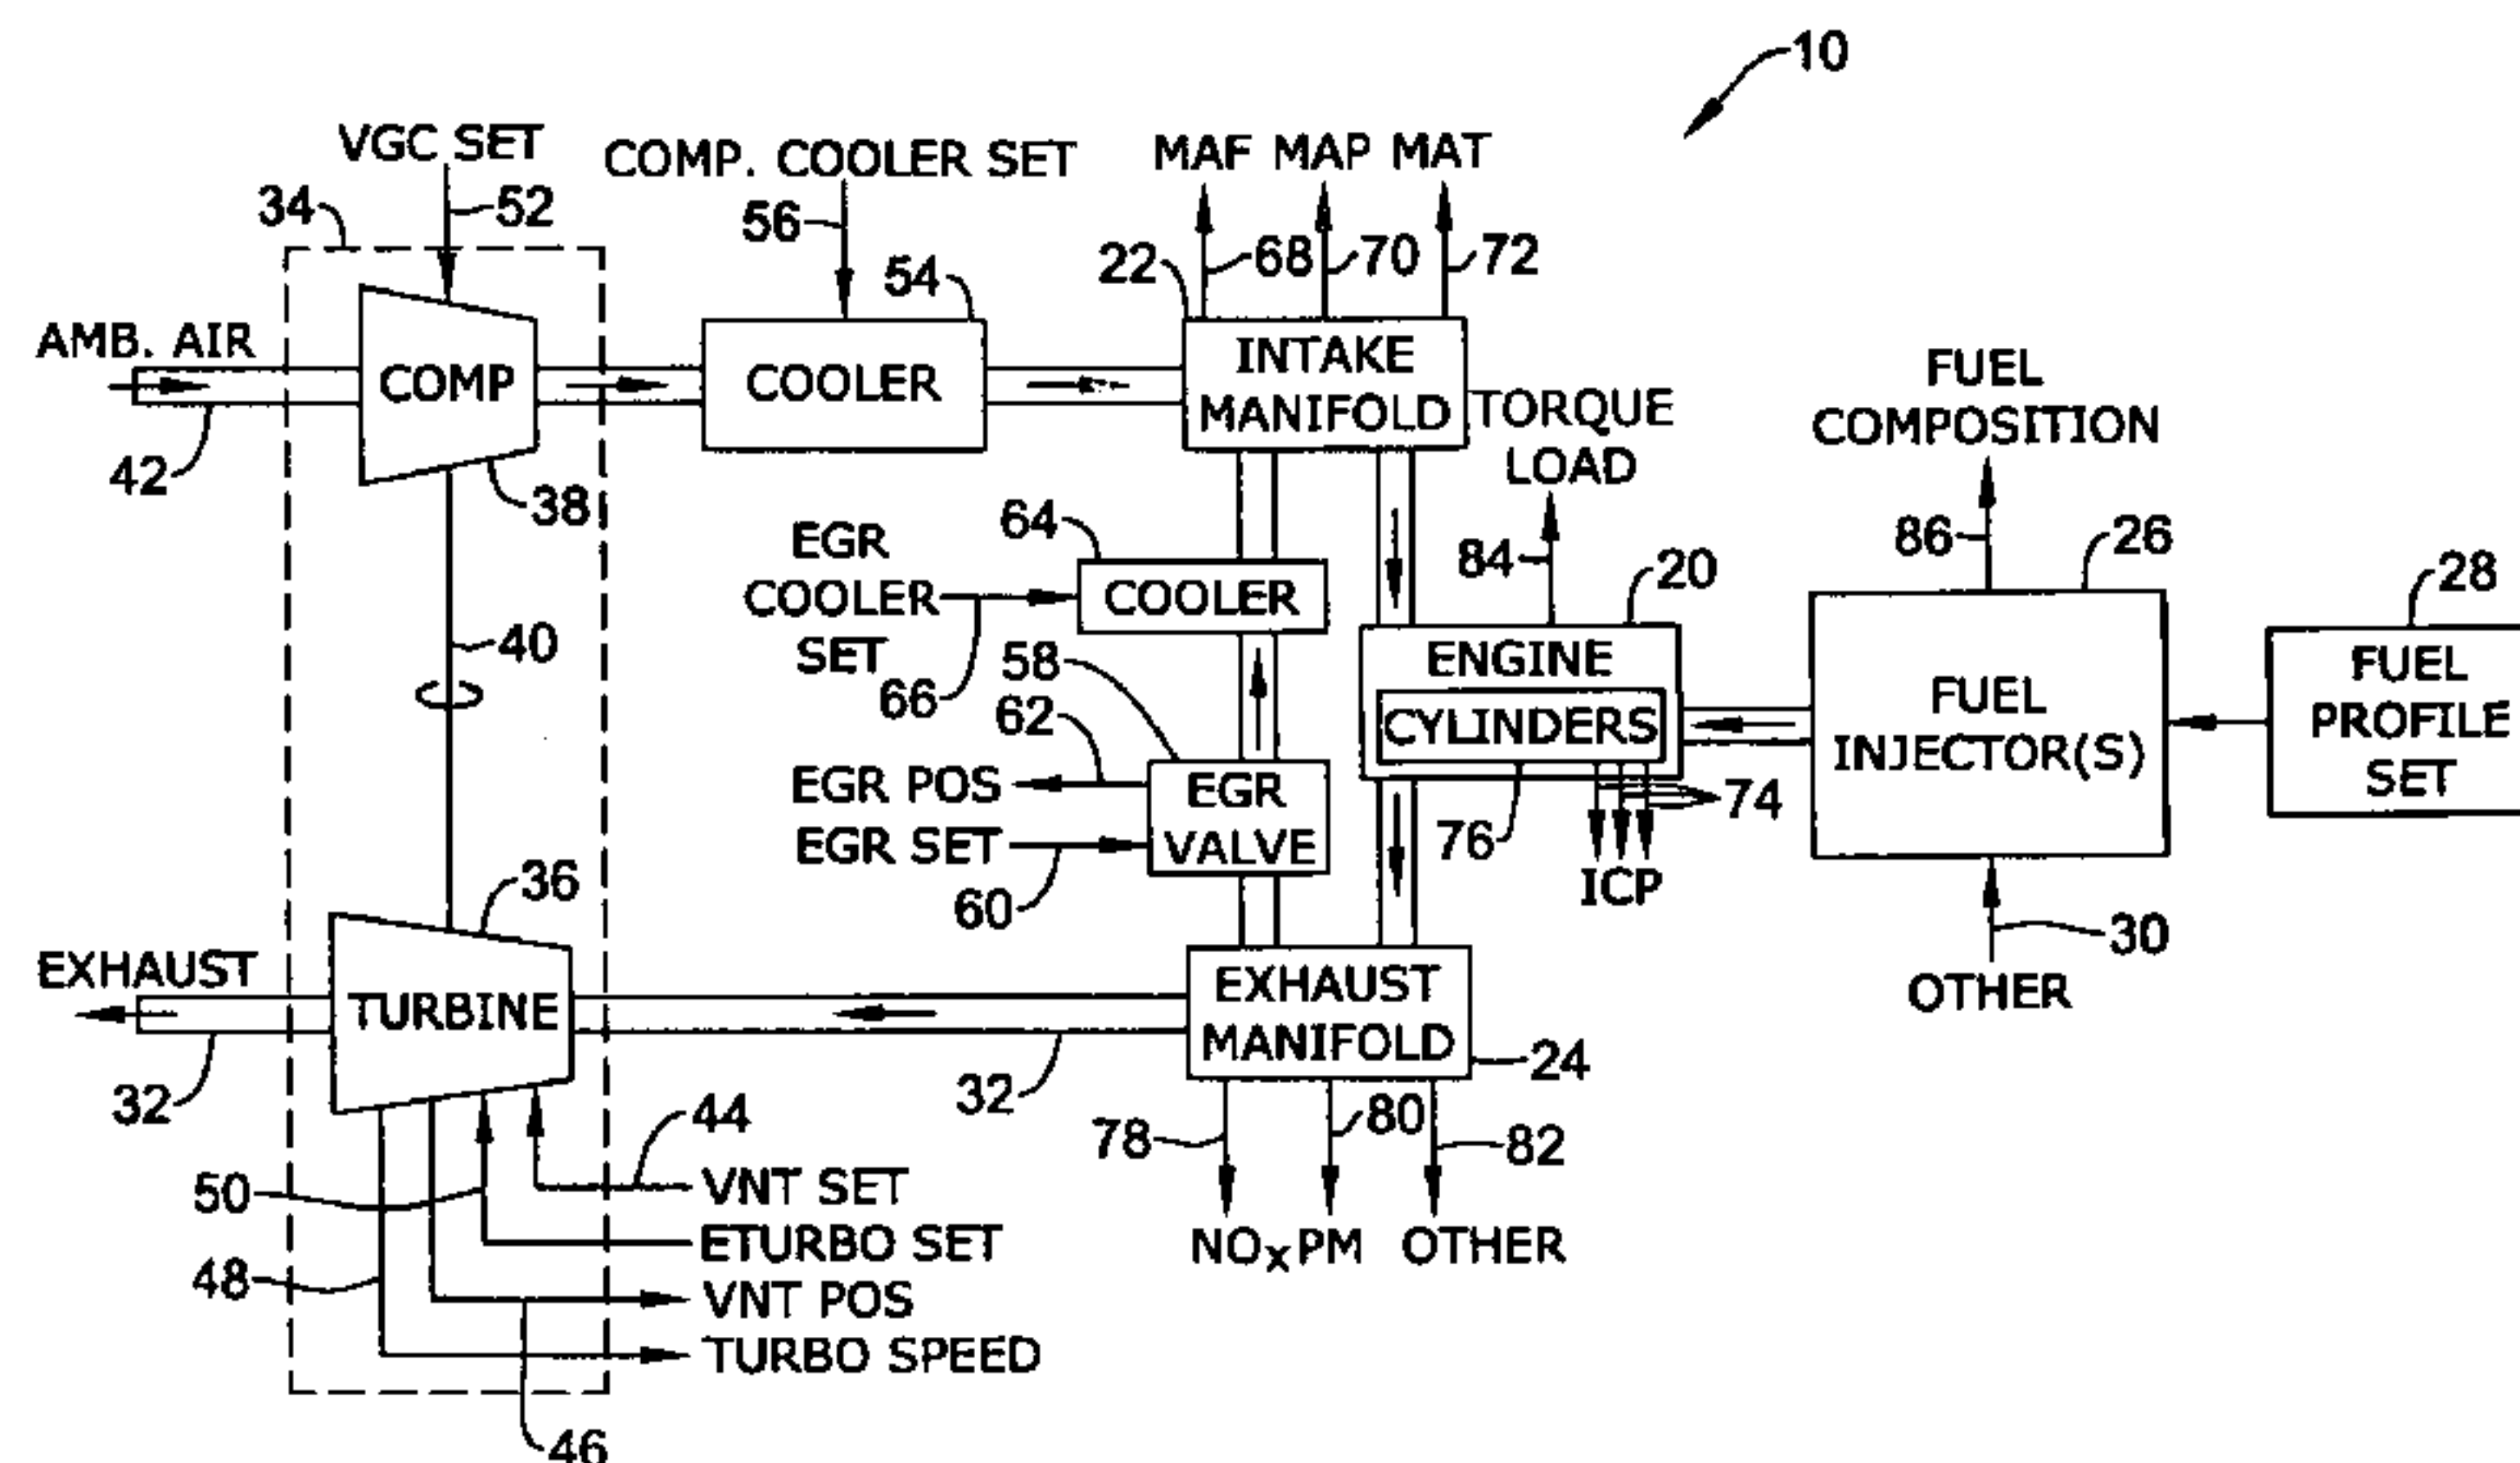 10
VGC SET
COMP. COOLER SET
MAF MAP MAT
34
52
56
22
68
70
72
54
AMB. AIR
COMP
COOLER
INTAKE
MANIFOLD
TORQUE
LOAD
FUEL
COMPOSITION
42
38
64
84
20
86
26
28
EGR
COOLER
SET
COOLER
66
40
58
62
ENGINE
CYLINDERS
FUEL
INJECTOR(S)
FUEL
PROFILE
SET
EGR POS
EGR SET
EGR
VALVE
60
76
74
ICP
30
OTHER
36
EXHAUST
TURBINE
EXHAUST
MANIFOLD
24
32
32
44
78
80
82
50
VNT SET
ETURBO SET
NOx PM OTHER
48
VNT POS
TURBO SPEED
46